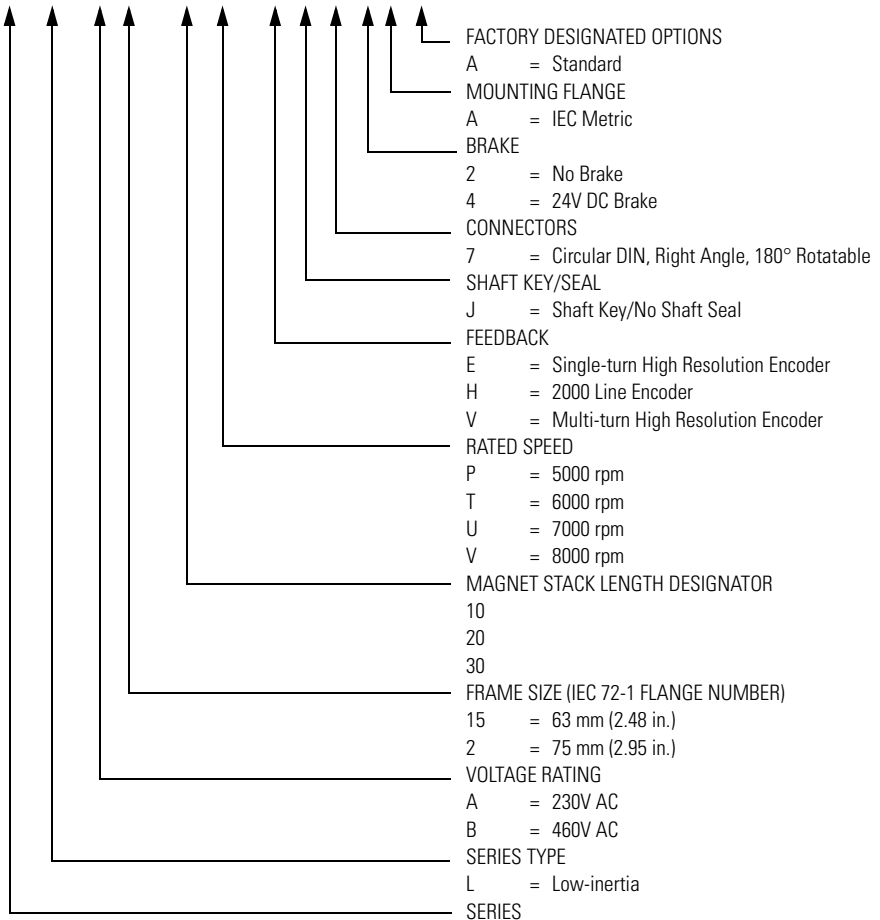 FACTORY DESIGNATED OPTIONS
A = Standard
MOUNTING FLANGE
A = IEC Metric
BRAKE
2 = No Brake
4 = 24V DC Brake
CONNECTORS
7 = Circular DIN, Right Angle, 180° Rotatable
SHAFT KEY/SEAL
J = Shaft Key/No Shaft Seal
FEEDBACK
E = Single-turn High Resolution Encoder
H = 2000 Line Encoder
V = Multi-turn High Resolution Encoder
RATED SPEED
P = 5000 rpm
T = 6000 rpm
U = 7000 rpm
V = 8000 rpm
MAGNET STACK LENGTH DESIGNATOR
10
20
30
FRAME SIZE (IEC 72-1 FLANGE NUMBER)
15 = 63 mm (2.48 in.)
2 = 75 mm (2.95 in.)
VOLTAGE RATING
A = 230V AC
B = 460V AC
SERIES TYPE
L = Low-inertia
SERIES